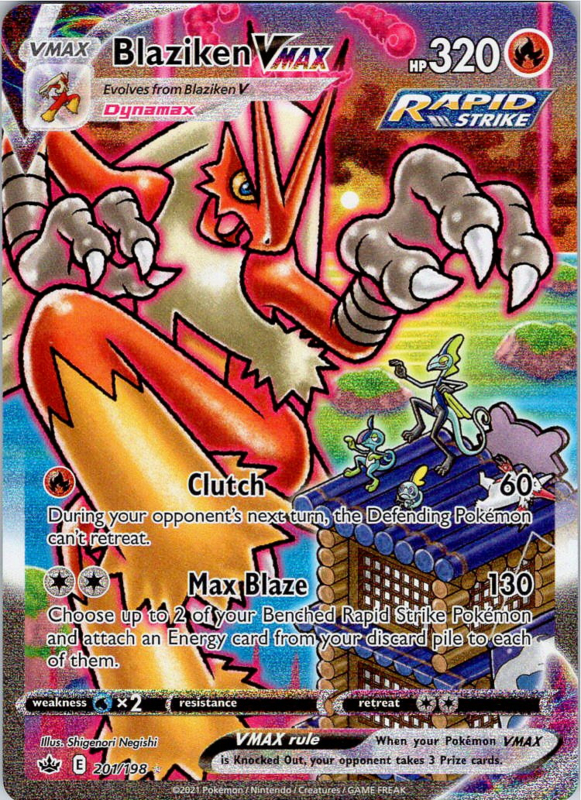 VMAX Blaziken VMAX HP 320
Evolves from Blaziken V
Dynamax
RAPID
STRIKE
Clutch 60
During your opponent's next turn, the Defending Pokémon
can't retreat.
Max Blaze 130
Choose up to 2 of your Benched Rapid Strike Pokémon
and attach an Energy card from your discard pile to each
of them.
weakness ×2 resistance retreat
Illus. Shigenori Negishi
E 201/198
VMAX rule When your Pokémon VMAX
is Knocked Out, your opponent takes 3 Prize cards.
©2021 Pokémon / Nintendo / Creatures / GAME FREAK